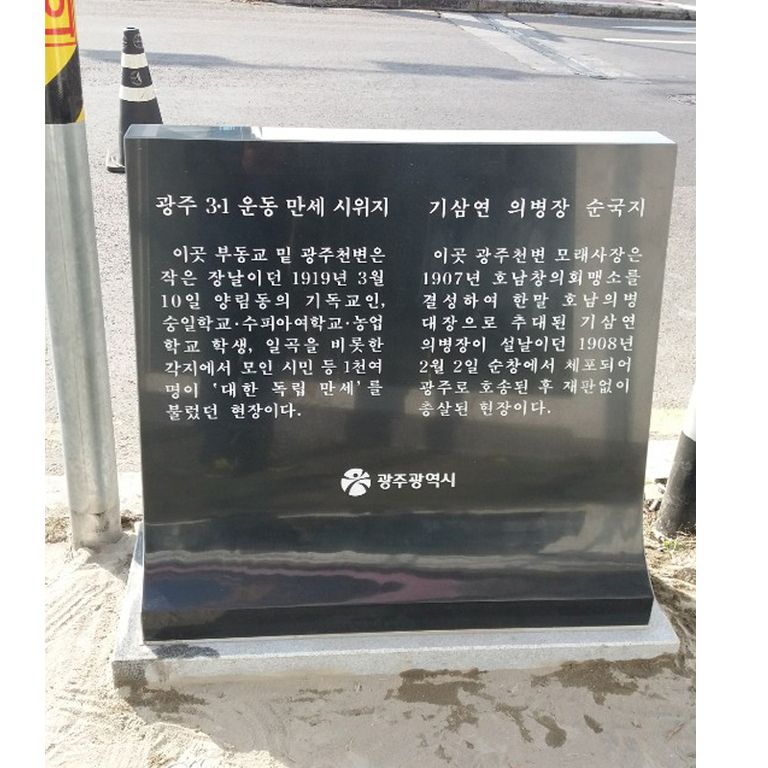 광주 3·1 운동 만세 시위지
이곳 부동교 밑 광주천변은
작은 장날이던 1919년 3월
10일 양림동의 기독교인,
숭일학교·수피아여학교·농업
학교 학생, 일곡을 비롯한
각지에서 모인 시민 등 1천여
명이 '대한 독립 만세'를
불렀던 현장이다.
기삼연 의병장 순국지
이곳 광주천변 모래사장은
1907년 호남창의회맹소를
결성하여 한말 호남의병
대장으로 추대된 기삼연
의병장이 설날이던 1908년
2월 2일 순창에서 체포되어
광주로 호송된 후 재판없이
총살된 현장이다.
광주광역시